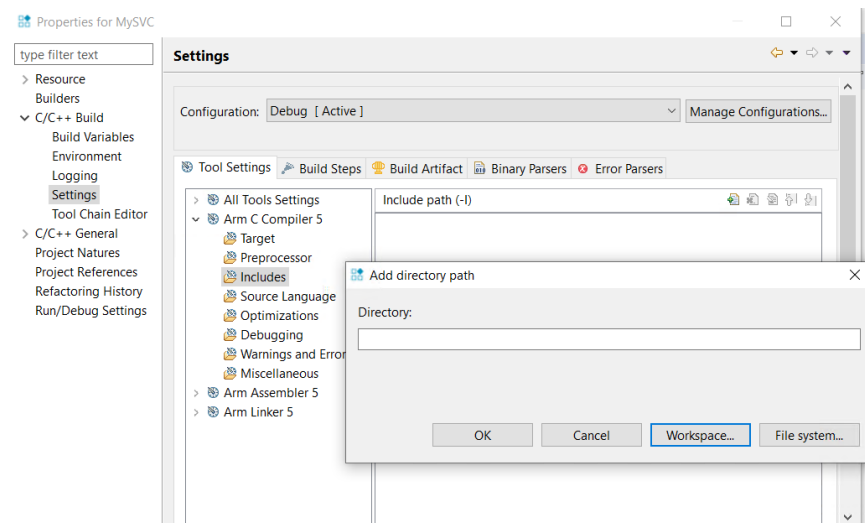 Properties for MySVC
type filter text
Resource
Builders
C/C++ Build
Build Variables
Environment
Logging
Settings
Tool Chain Editor
C/C++ General
Project Natures
Project References
Refactoring History
Run/Debug Settings
Settings
Configuration: Debug [ Active ]
Manage Configurations...
Tool Settings Build Steps Build Artifact Binary Parsers Error Parsers
All Tools Settings
Arm C Compiler 5
Target
Preprocessor
Includes
Source Language
Optimizations
Debugging
Warnings and Error
Miscellaneous
Arm Assembler 5
Arm Linker 5
Include path (-I)
Add directory path
Directory:
OK Cancel Workspace... File system...